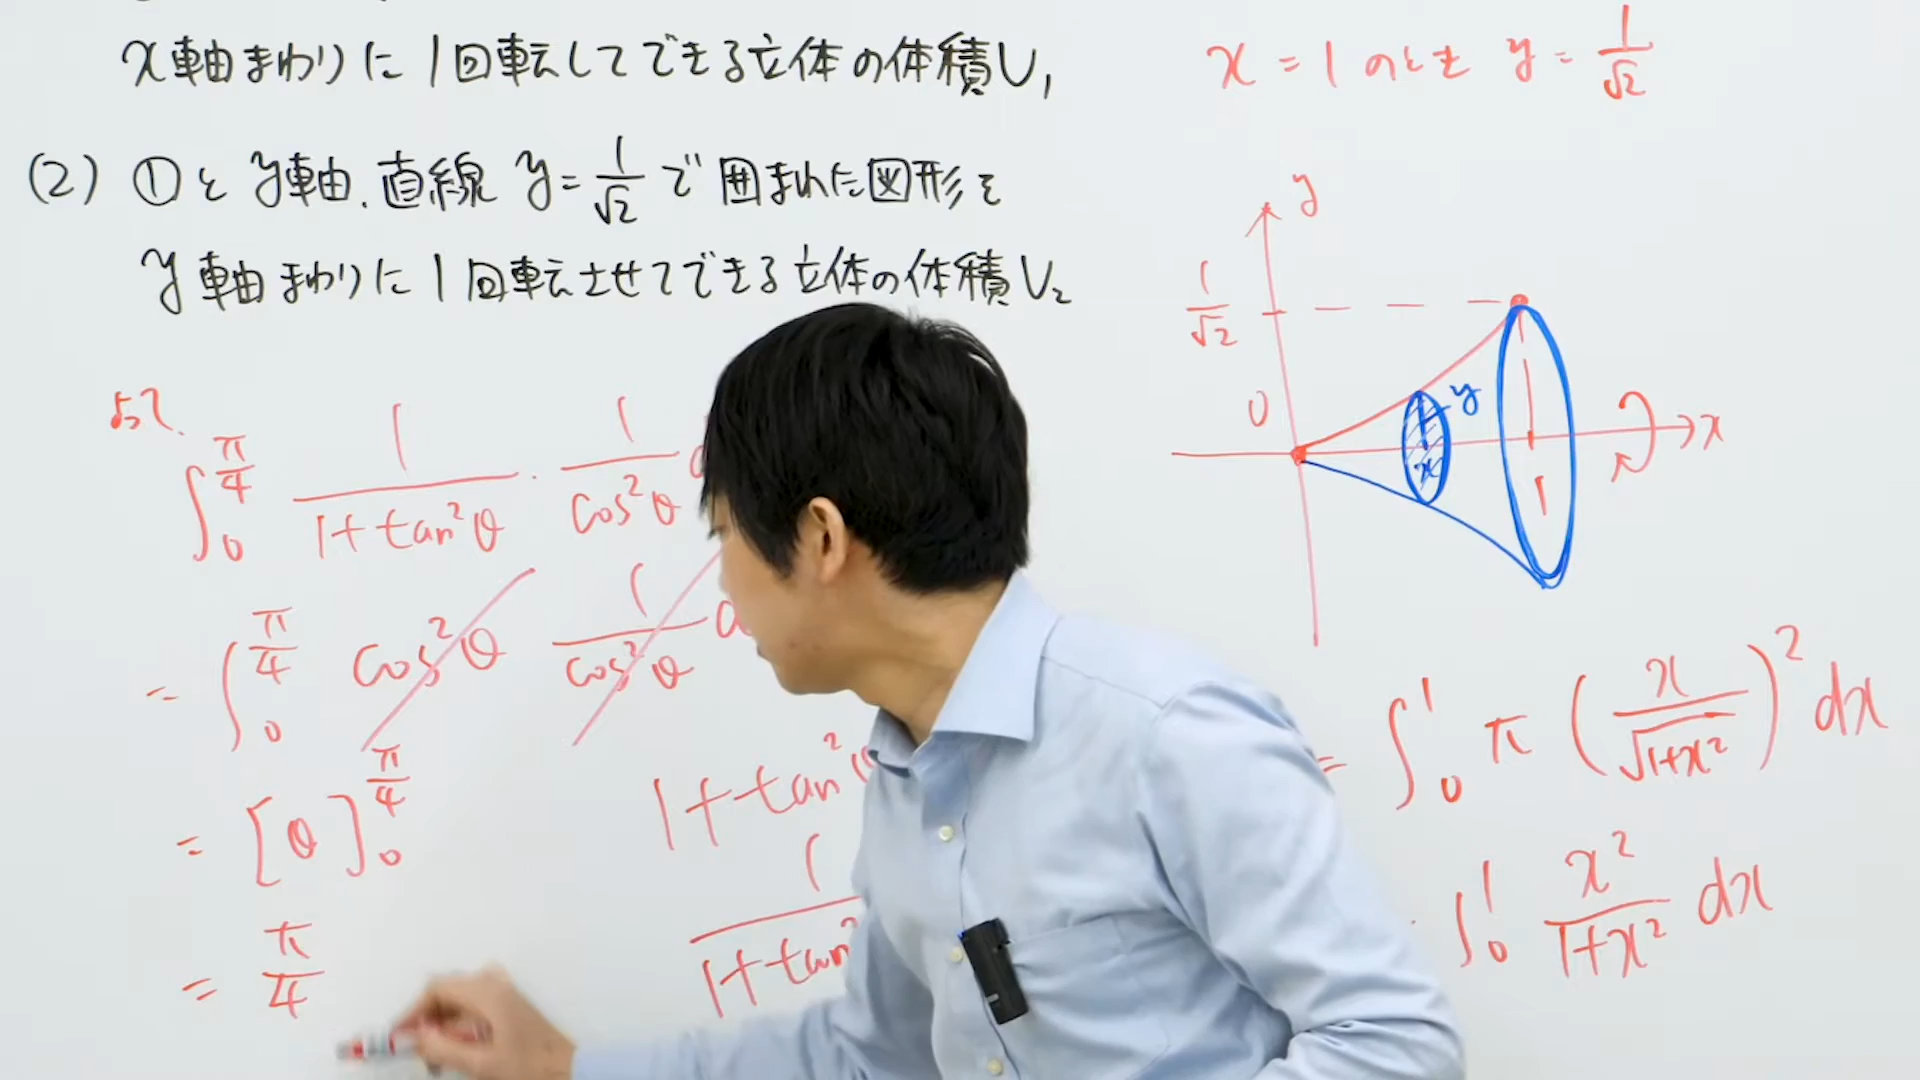 x軸まわりに1回転してできる立体の体積V₁
(2) ①とy軸、直線 y=1/√2 で囲まれた図形を
y軸まわりに1回転させてできる立体の体積V₂
よって、
∫₀^{π/4} 1/(1+tan²θ) · 1/cos²θ
= ∫₀^{π/4} cos²θ 1/cos²θ d
= [θ]₀^{π/4}
= π/4
1+tan²
1/(1+tan²
x=1のとき y=1/√2
y
1/√2
0
y
x
1
x
= ∫₀¹ π (x/√(1+x²))² dx
∫₀¹ x²/(1+x²) dx